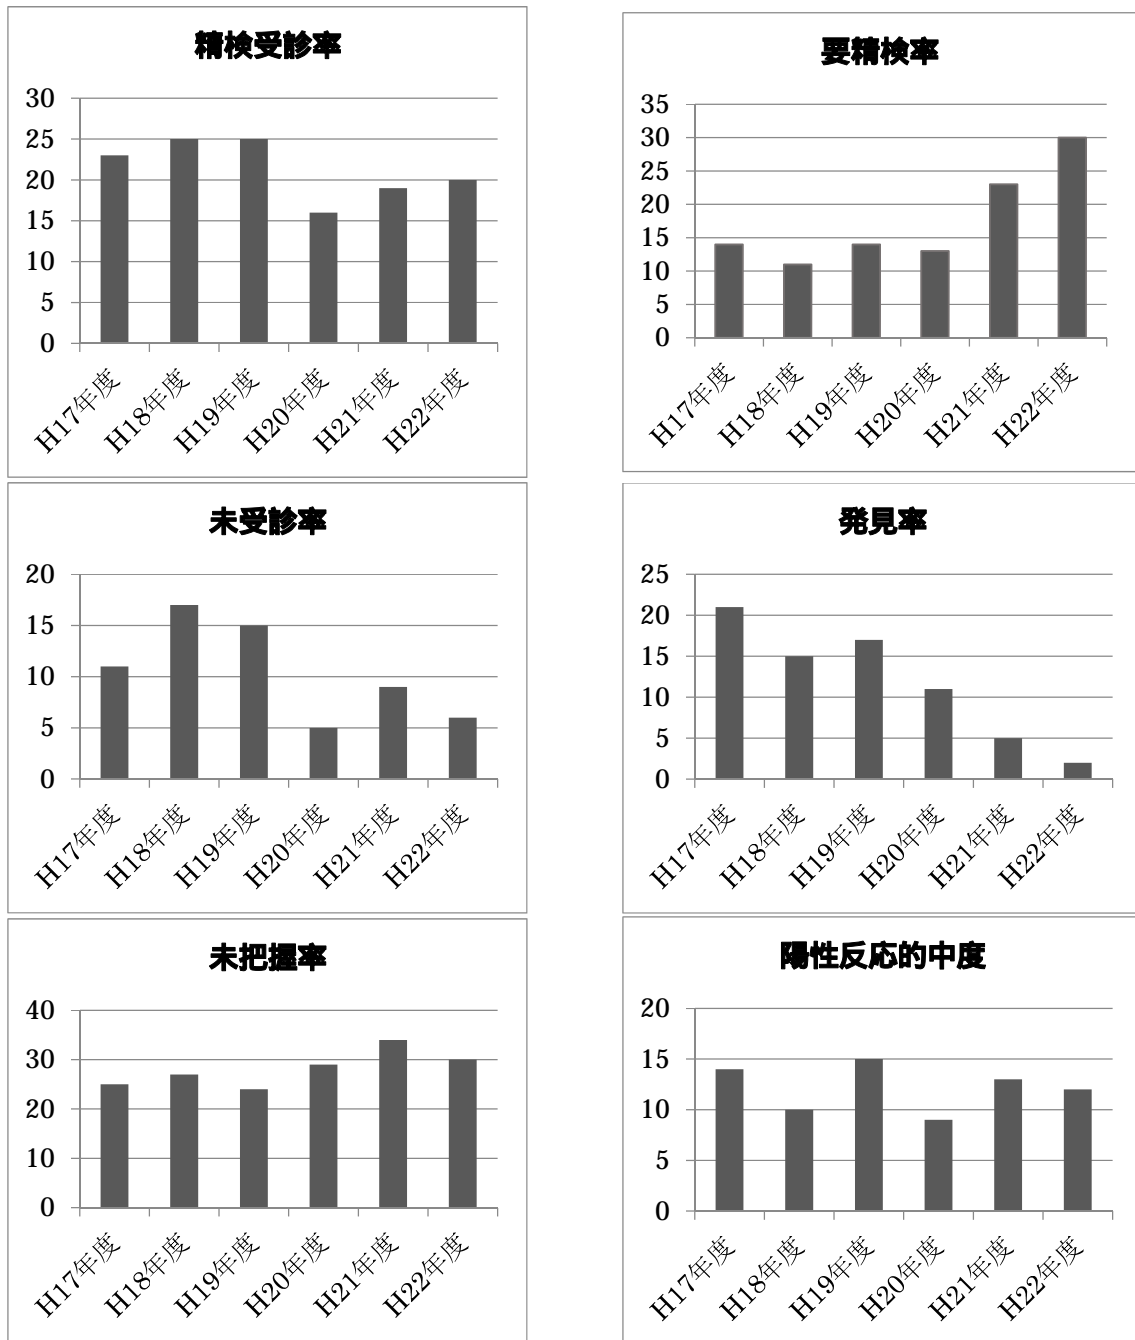 精検受診率
30
25
20
15
10
5
0
H17年度
H18年度
H19年度
H20年度
H21年度
H22年度
要精検率
35
30
25
20
15
10
5
0
H17年度
H18年度
H19年度
H20年度
H21年度
H22年度
未受診率
20
15
10
5
0
H17年度
H18年度
H19年度
H20年度
H21年度
H22年度
発見率
25
20
15
10
5
0
H17年度
H18年度
H19年度
H20年度
H21年度
H22年度
未把握率
40
30
20
10
0
H17年度
H18年度
H19年度
H20年度
H21年度
H22年度
陽性反応的中度
20
15
10
5
0
H17年度
H18年度
H19年度
H20年度
H21年度
H22年度